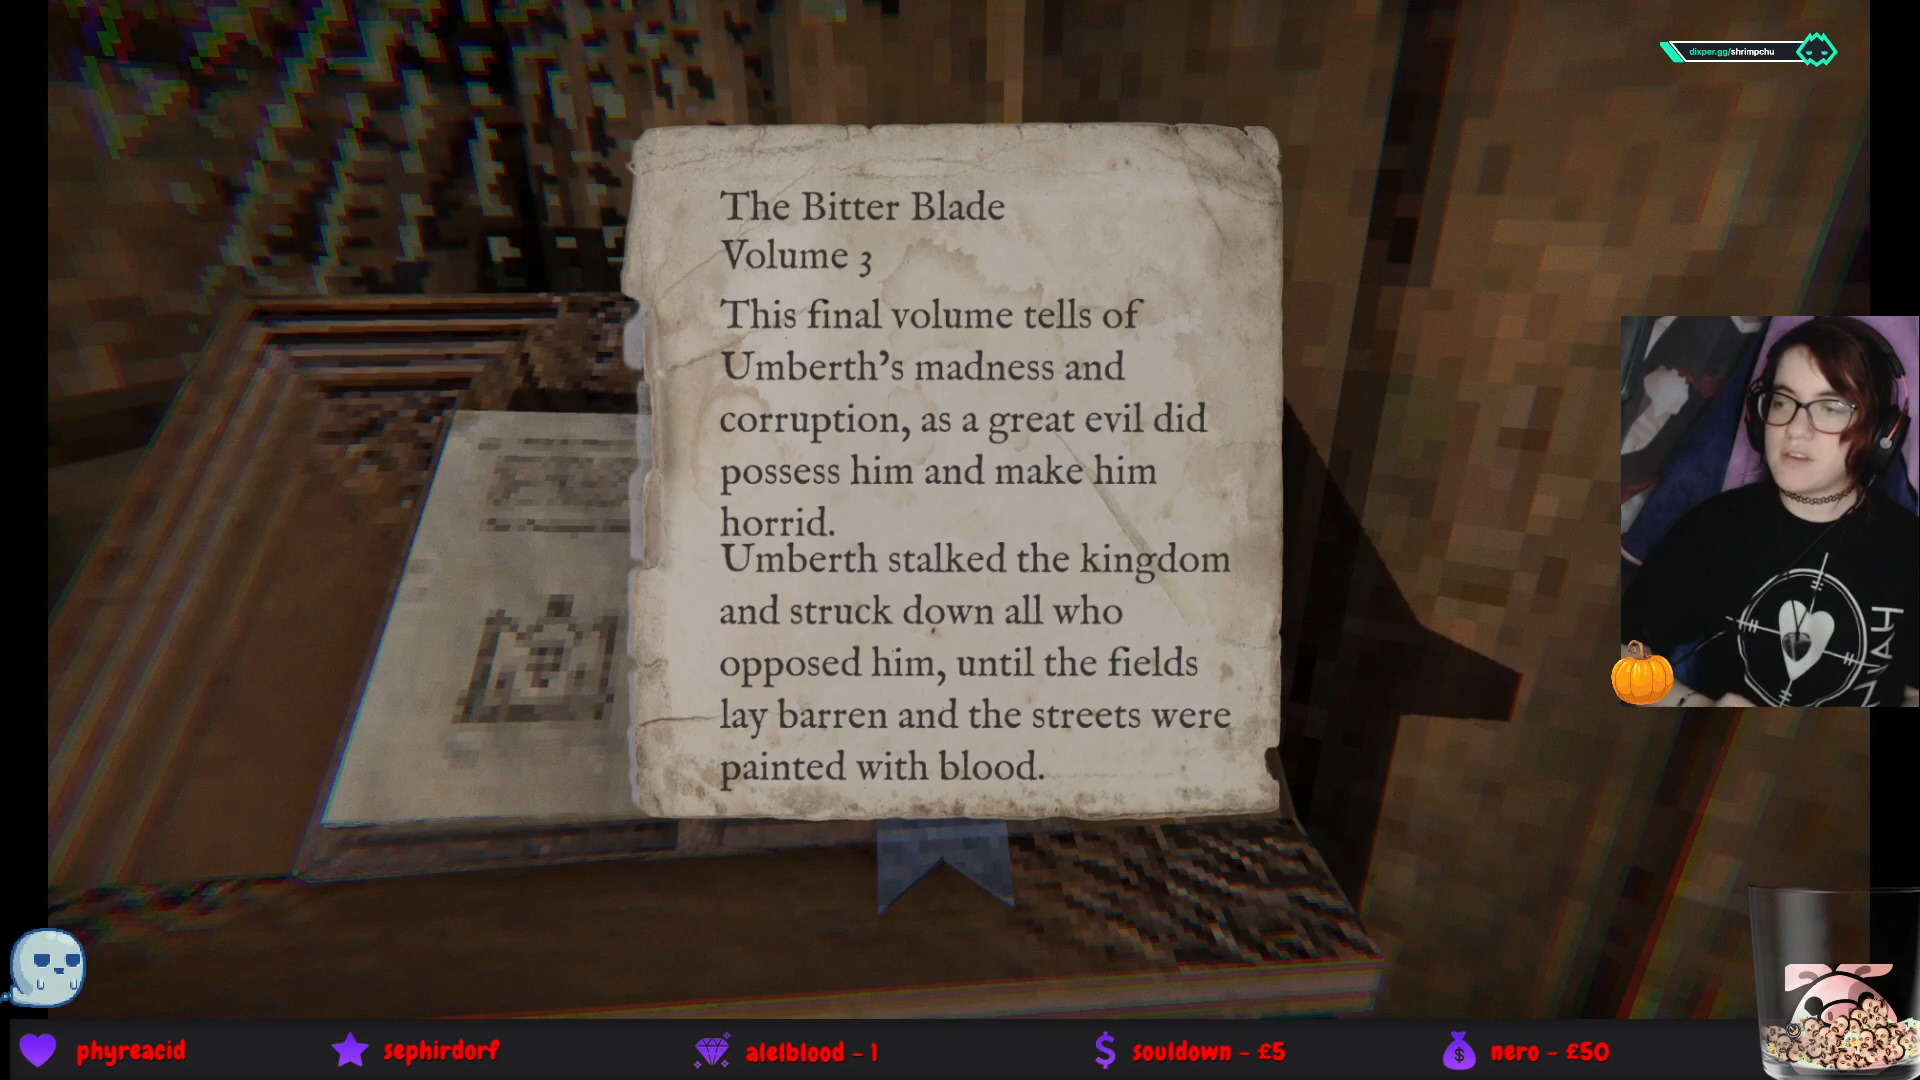 dixper.gg/shrimpchu
The Bitter Blade
Volume 3
This final volume tells of
Umberth's madness and
corruption, as a great evil did
possess him and make him
horrid.
Umberth stalked the kingdom
and struck down all who
opposed him, until the fields
lay barren and the streets were
painted with blood.
phyreacid
sephirdorf
alelblood - 1
souldown - £5
nero - £50